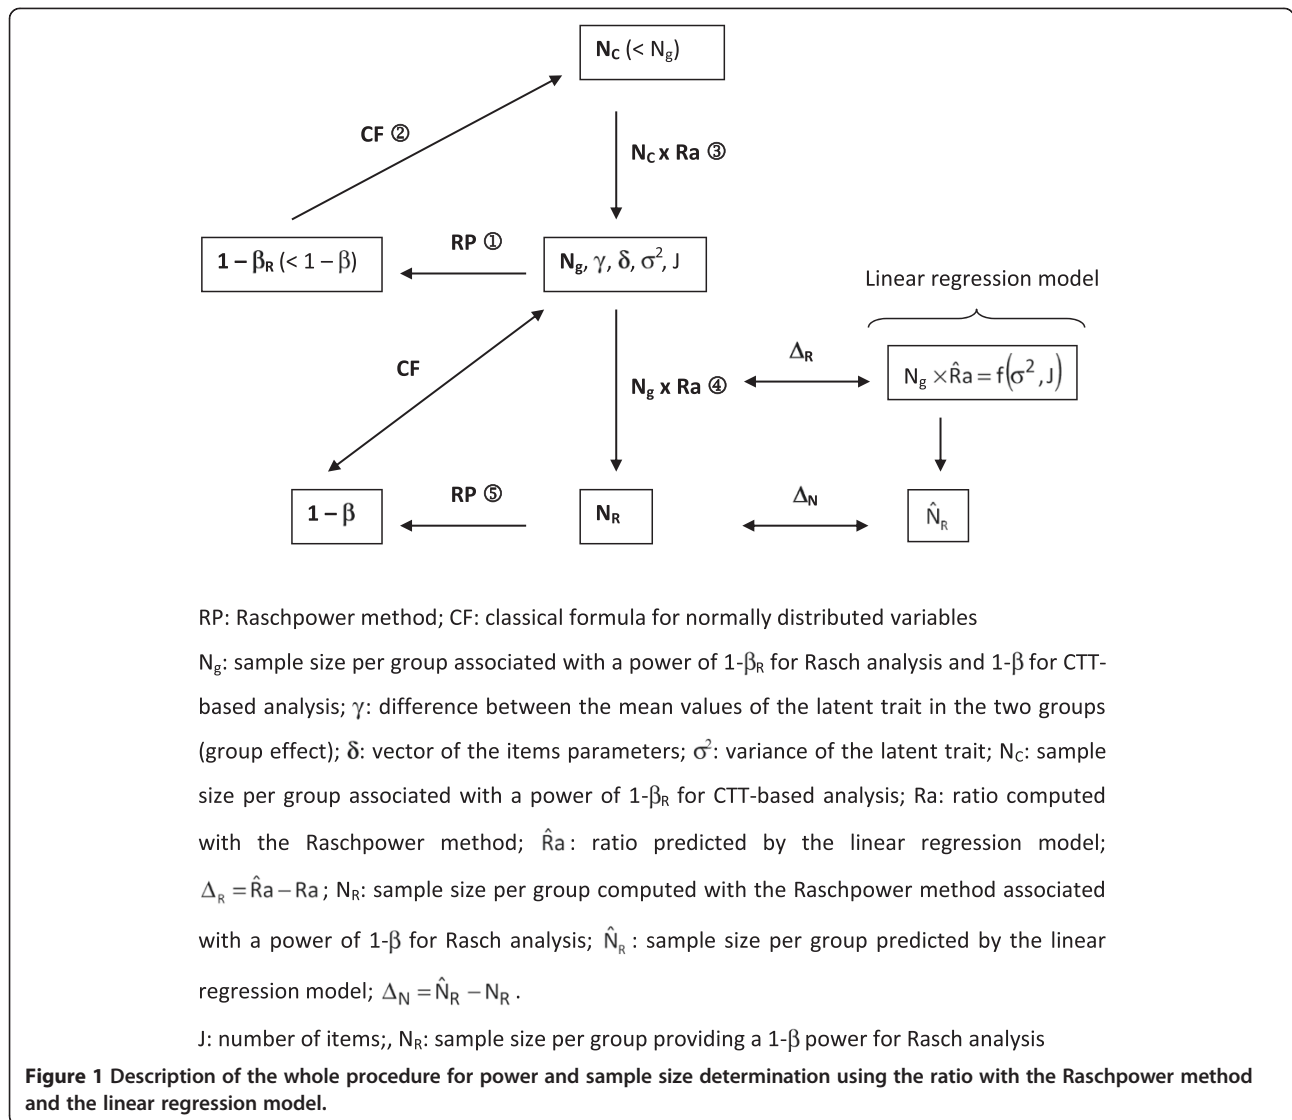 N_C (< N_g)
CF ②
N_C x Ra ③
RP ①
1 – β_R (< 1 – β)
N_g, γ, δ, σ², J
Linear regression model
Δ_R
CF
N_g x Ra ④
N_g × R̂a = f(σ², J)
RP ⑤
Δ_N
1 – β
N_R
N̂_R
RP: Raschpower method; CF: classical formula for normally distributed variables
N_g: sample size per group associated with a power of 1-β_R for Rasch analysis and 1-β for CTT-
based analysis; γ: difference between the mean values of the latent trait in the two groups
(group effect); δ: vector of the items parameters; σ²: variance of the latent trait; N_C: sample
size per group associated with a power of 1-β_R for CTT-based analysis; Ra: ratio computed
with the Raschpower method; R̂a : ratio predicted by the linear regression model;
Δ_R = R̂a – Ra ; N_R: sample size per group computed with the Raschpower method associated
with a power of 1-β for Rasch analysis; N̂_R : sample size per group predicted by the linear
regression model; Δ_N = N̂_R – N_R .
J: number of items;, N_R: sample size per group providing a 1-β power for Rasch analysis
Figure 1 Description of the whole procedure for power and sample size determination using the ratio with the Raschpower method
and the linear regression model.